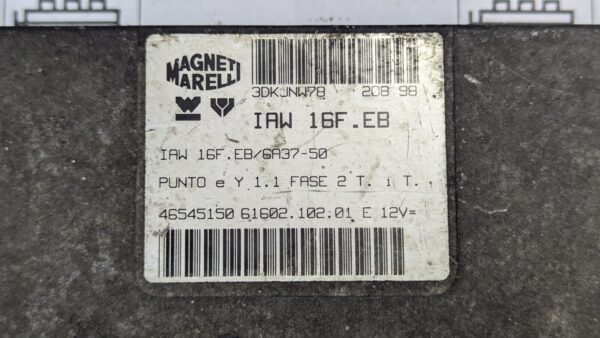 MAGNETI
MARELLI
3DKJNW78 208 98
IAW 16F.EB
IAW 16F.EB/6A37-50
PUNTO e Y 1.1 FASE 2 T. i T.
46545150 61602.102.01 E 12V=